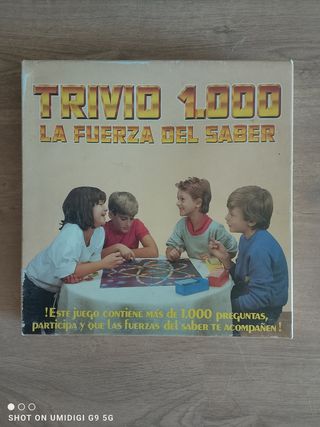 TRIVIO 1.000
LA FUERZA DEL SABER
!ESTE JUEGO CONTIENE MÁS DE 1.000 PREGUNTAS,
PARTICIPA Y QUE LAS FUERZAS DEL SABER TE ACOMPAÑEN!
SHOT ON UMIDIGI G9 5G